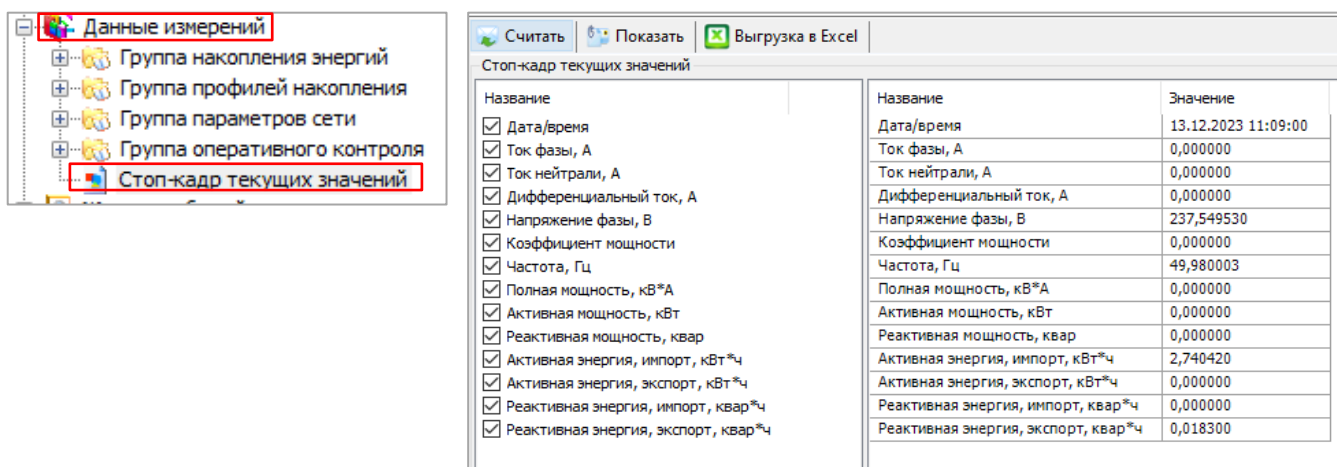 Данные измерений
Группа накопления энергий
Группа профилей накопления
Группа параметров сети
Группа оперативного контроля
Стоп-кадр текущих значений
Считать Показать Выгрузка в Excel
Стоп-кадр текущих значений
Название
Дата/время
Ток фазы, А
Ток нейтрали, А
Дифференциальный ток, А
Напряжение фазы, В
Коэффициент мощности
Частота, Гц
Полная мощность, кВ*А
Активная мощность, кВт
Реактивная мощность, квар
Активная энергия, импорт, кВт*ч
Активная энергия, экспорт, кВт*ч
Реактивная энергия, импорт, квар*ч
Реактивная энергия, экспорт, квар*ч
Название Значение
Дата/время 13.12.2023 11:09:00
Ток фазы, А 0,000000
Ток нейтрали, А 0,000000
Дифференциальный ток, А 0,000000
Напряжение фазы, В 237,549530
Коэффициент мощности 0,000000
Частота, Гц 49,980003
Полная мощность, кВ*А 0,000000
Активная мощность, кВт 0,000000
Реактивная мощность, квар 0,000000
Активная энергия, импорт, кВт*ч 2,740420
Активная энергия, экспорт, кВт*ч 0,000000
Реактивная энергия, импорт, квар*ч 0,000000
Реактивная энергия, экспорт, квар*ч 0,018300